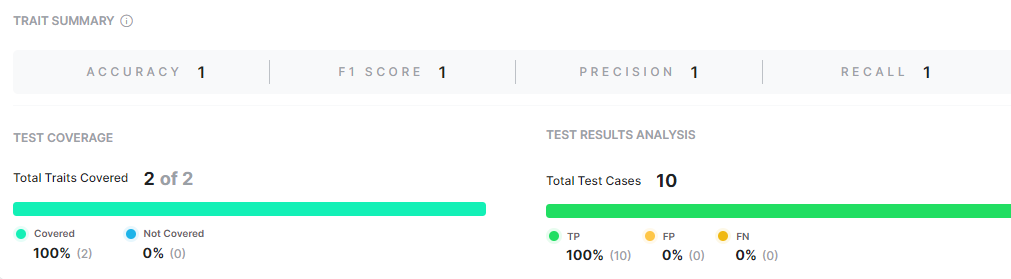 TRAIT SUMMARY
ACCURACY 1 F1 SCORE 1 PRECISION 1 RECALL 1
TEST COVERAGE
Total Traits Covered 2 of 2
Covered Not Covered
100% (2) 0% (0)
TEST RESULTS ANALYSIS
Total Test Cases 10
TP FP FN
100% (10) 0% (0) 0% (0)